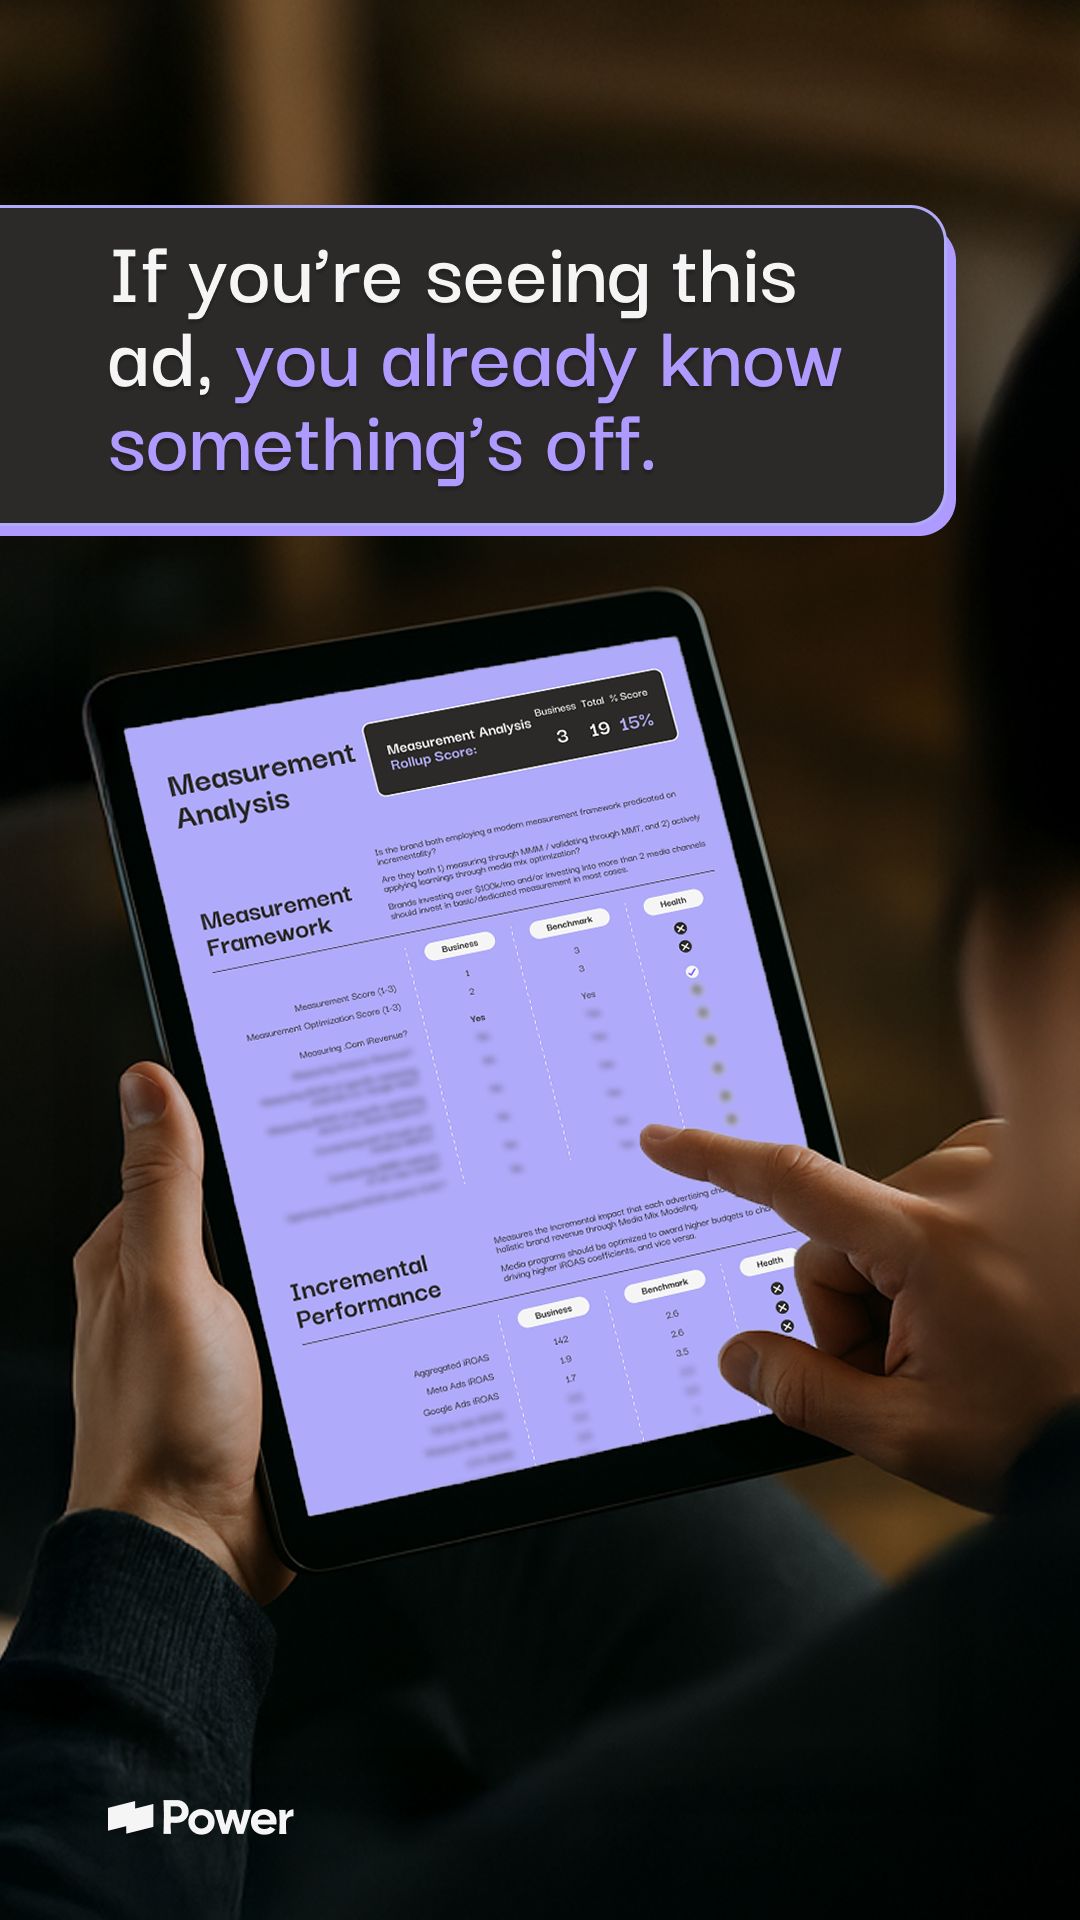 If you're seeing this
ad, you already know
something's off.
Measurement
Analysis
Measurement Analysis
Rollup Score:
Business Total % Score
3 19 15%
Measurement
Framework
Is the brand both employing a modern measurement framework predicated on
incrementality?
Are they both 1) measuring through MMM / validating through MMT, and 2) actively
applying learnings through media mix optimization?
Brands investing over $100k/mo and/or investing into more than 2 media channels
should invest in basic/dedicated measurement in most cases.
Business Benchmark Health
Measurement Score (1-3) 1 3
Measurement Optimization Score (1-3) 2 3
Measuring .Com iRevenue? Yes Yes
Incremental
Performance
Measures the incremental impact that each advertising
holistic brand revenue through Media Mix Modeling.
Media programs should be optimized to award higher budgets to
driving higher iROAS coefficients, and vice versa.
Business Benchmark Health
Aggregated iROAS 1.42 2.6
Meta Ads iROAS 1.9 2.6
Google Ads iROAS 1.7 3.5
Power